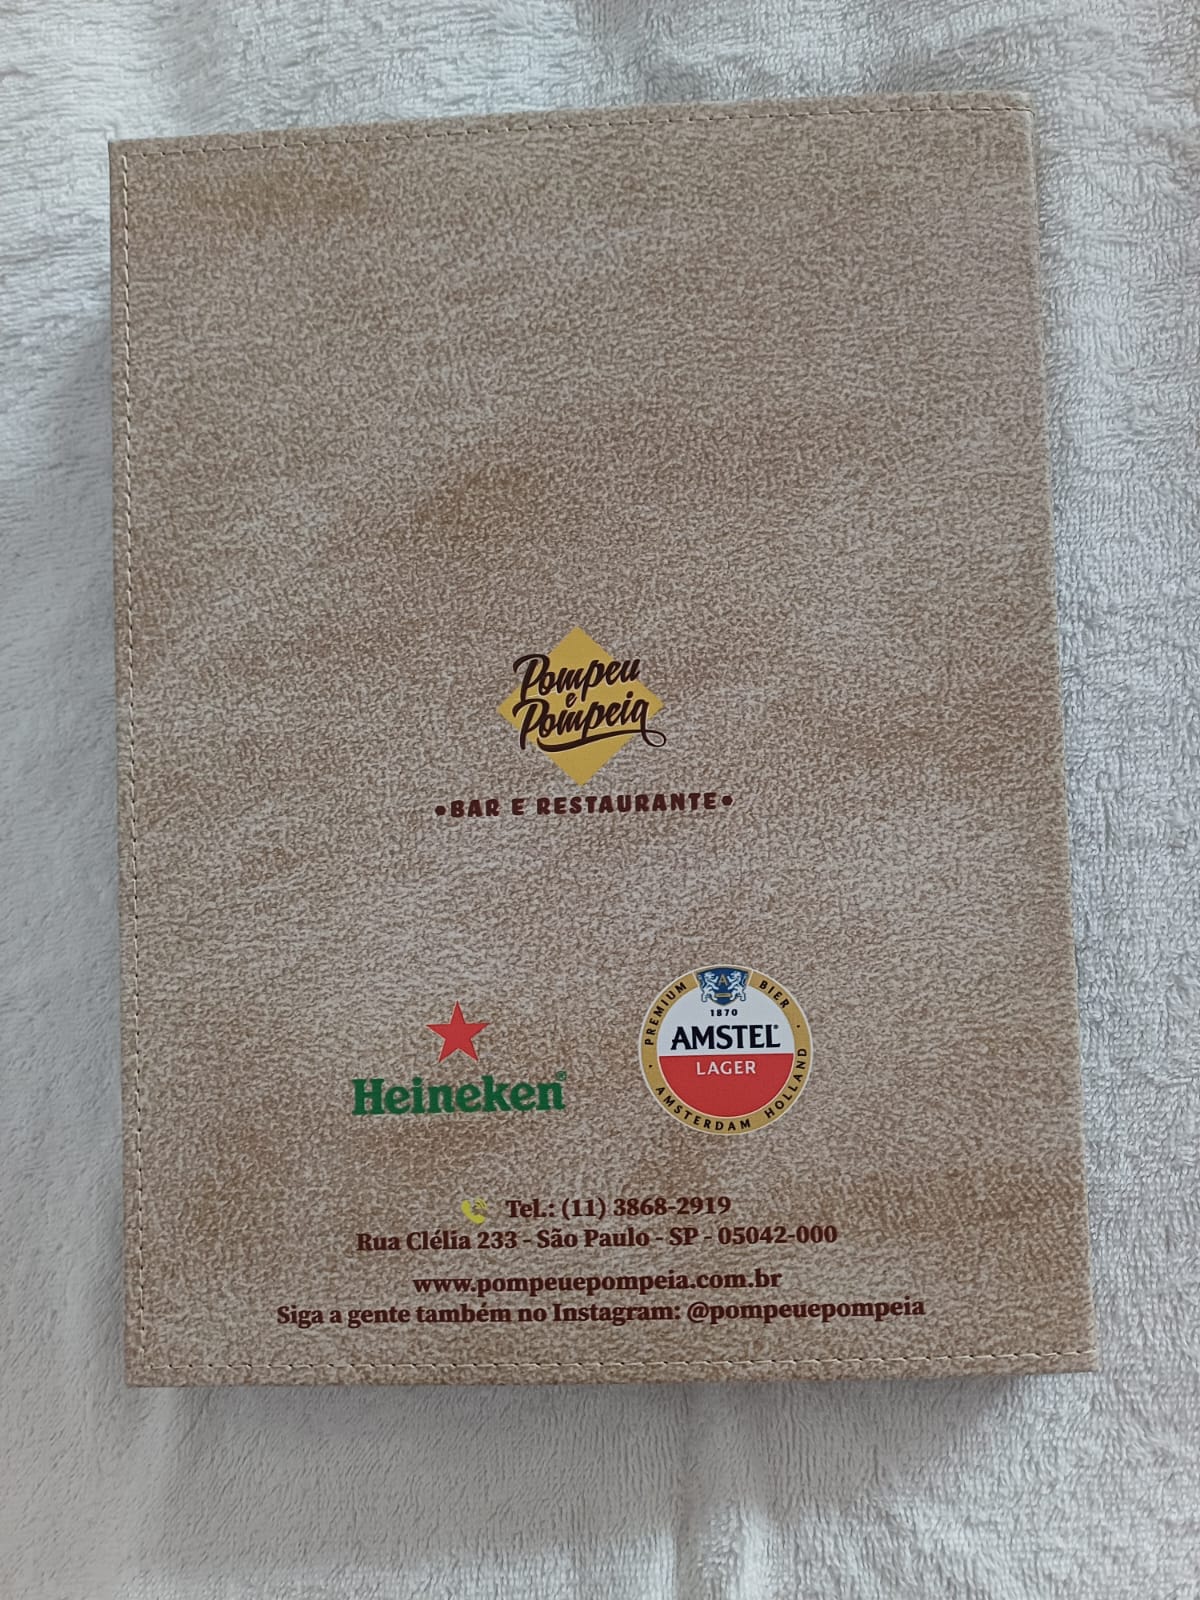 Pompeu
e
Pompeia
•BAR E RESTAURANTE•
Heineken®
PREMIUM BIER
A
1870
AMSTEL®
LAGER
AMSTERDAM HOLLAND
Tel.: (11) 3868-2919
Rua Clélia 233 - São Paulo - SP - 05042-000
www.pompeuepompeia.com.br
Siga a gente também no Instagram: @pompeuepompeia